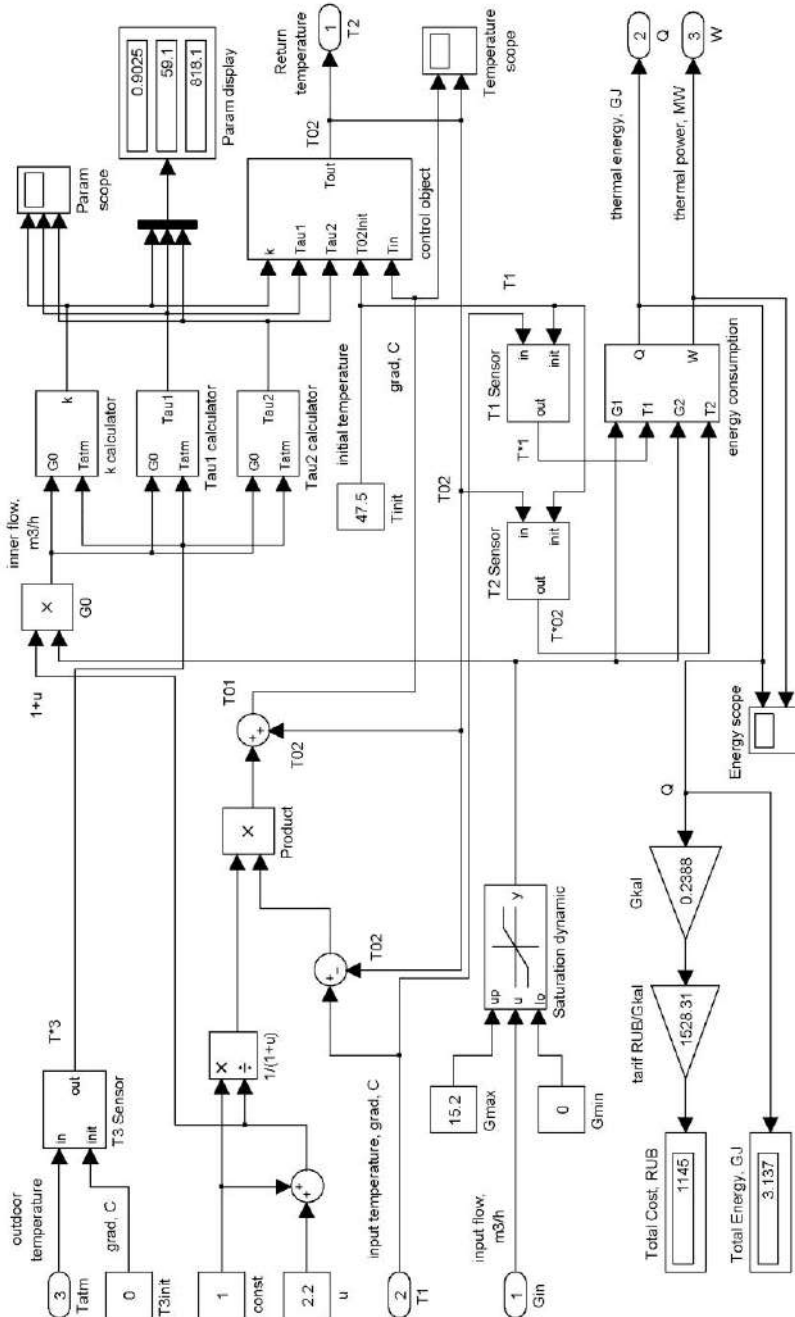 outdoor
temperature
3
Tatm
grad, C
0
T3init
in
init
out
T3 Sensor
T*3
1
const
2.2
u
+
+
×
÷
1/(1+u)
1+u
inner flow,
m3/h
×
G0
G0
Tatm
k
k calculator
G0
Tatm
Tau1
Tau1 calculator
G0
Tatm
Tau2
Tau2 calculator
Param
scope
0.9025
59.1
818.1
Param display
k
Tau1
Tau2
T02Init
Tin
Tout
control object
T02
Return
temperature
1
T2
Temperature
scope
initial temperature
47.5
Tinit
grad, C
T1
input temperature, grad, C
2
T1
+
-
T02
×
Product
+
+
T01
T02
T02
input flow,
m3/h
1
Gin
15.2
Gmax
0
Gmin
up
u
lo
y
Saturation dynamic
in
init
out
T2 Sensor
T*02
in
init
out
T1 Sensor
T*1
G1
T1
G2
T2
Q
W
energy consumption
thermal energy, GJ
thermal power, MW
2
Q
3
W
Energy scope
Q
0.2388
Gkal
1528.31
tarif RUB/Gkal
1145
Total Cost, RUB
3.137
Total Energy, GJ